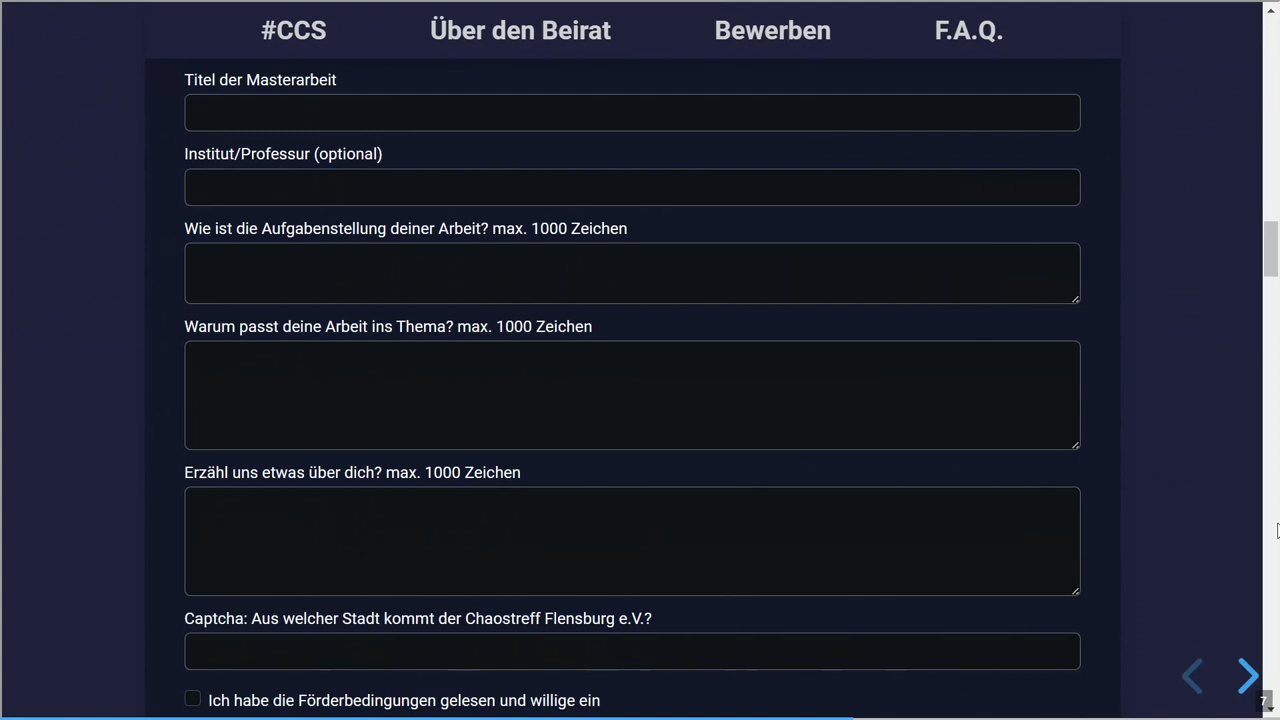 #CCS Über den Beirat Bewerben F.A.Q.
Titel der Masterarbeit
Institut/Professur (optional)
Wie ist die Aufgabenstellung deiner Arbeit? max. 1000 Zeichen
Warum passt deine Arbeit ins Thema? max. 1000 Zeichen
Erzähl uns etwas über dich? max. 1000 Zeichen
Captcha: Aus welcher Stadt kommt der Chaostreff Flensburg e.V.?
Ich habe die Förderbedingungen gelesen und willige ein
7